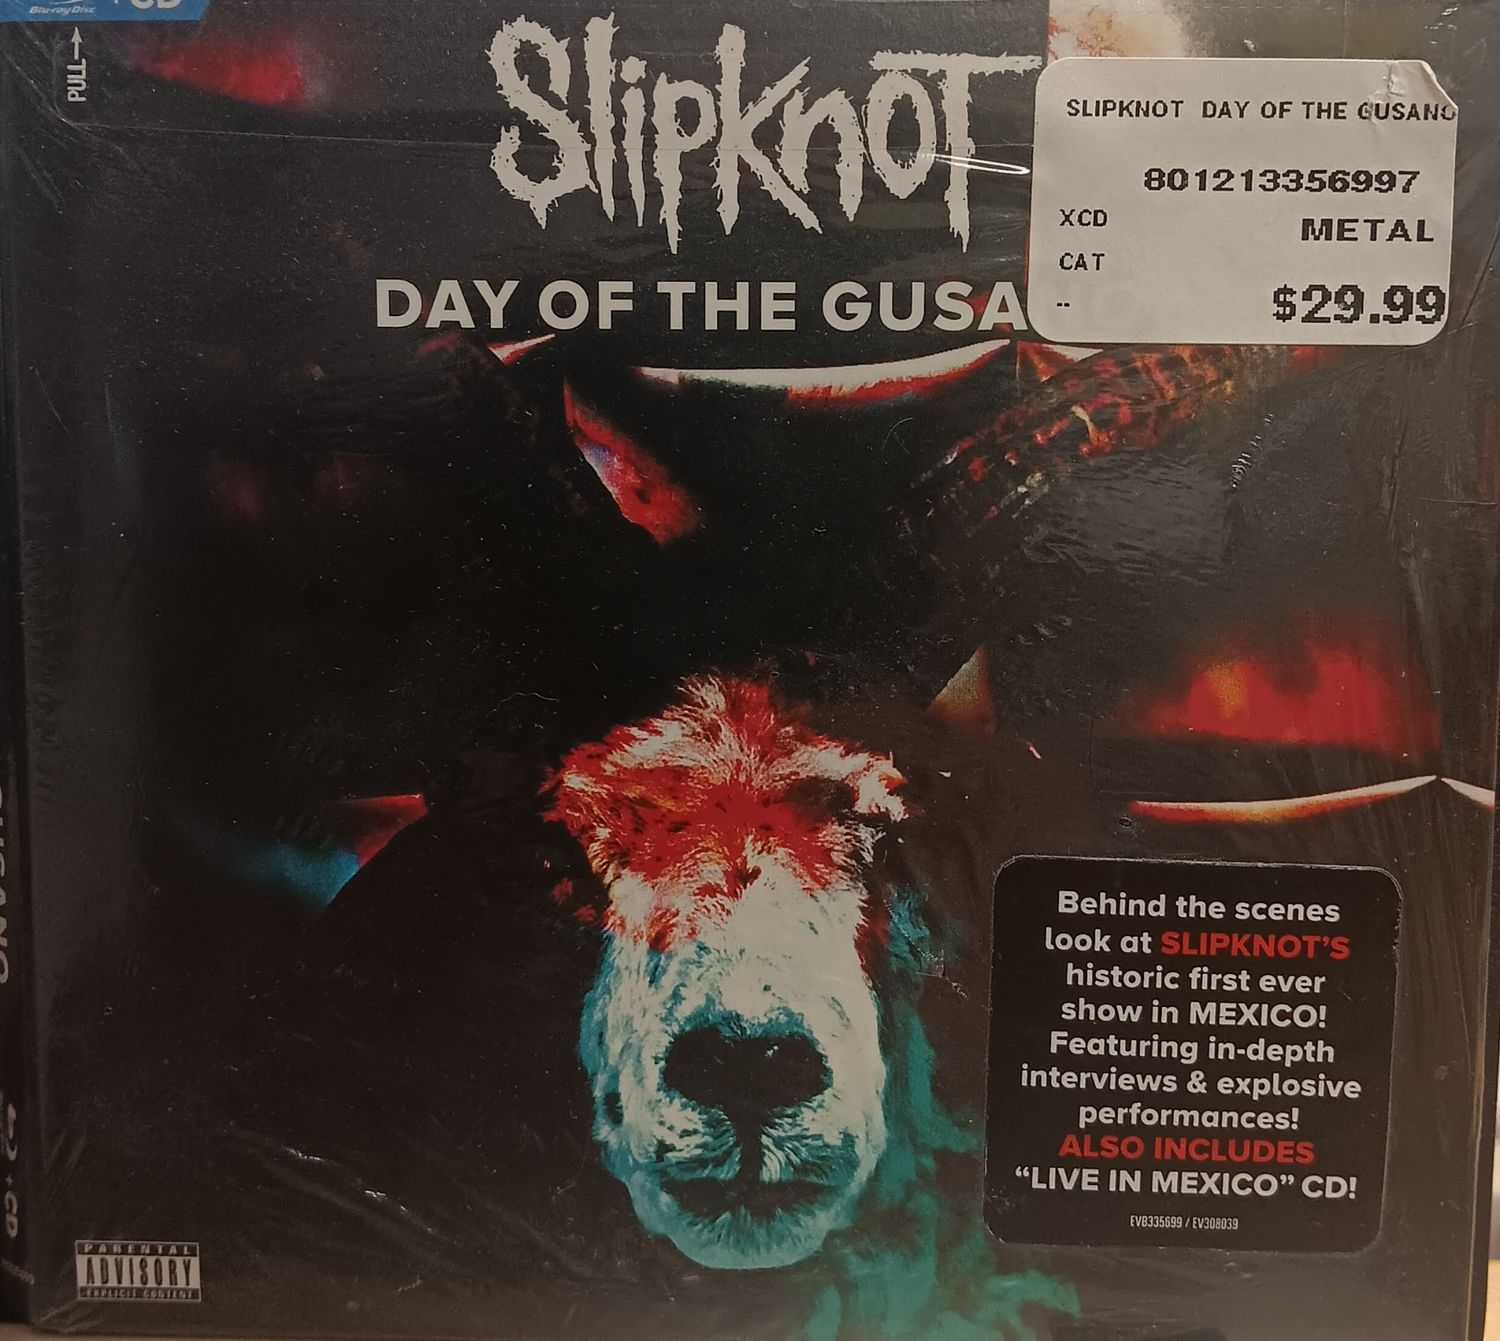 Blu-ray Disc
+CD
PULL→
SLIPKNOT
DAY OF THE GUSA
SLIPKNOT DAY OF THE GUSANO
801213356997
XCD
METAL
CAT
--
$29.99
Behind the scenes
look at SLIPKNOT'S
historic first ever
show in MEXICO!
Featuring in-depth
interviews & explosive
performances!
ALSO INCLUDES
“LIVE IN MEXICO” CD!
EVB335699 / EV308039
PARENTAL
ADVISORY
EXPLICIT CONTENT
+ CD